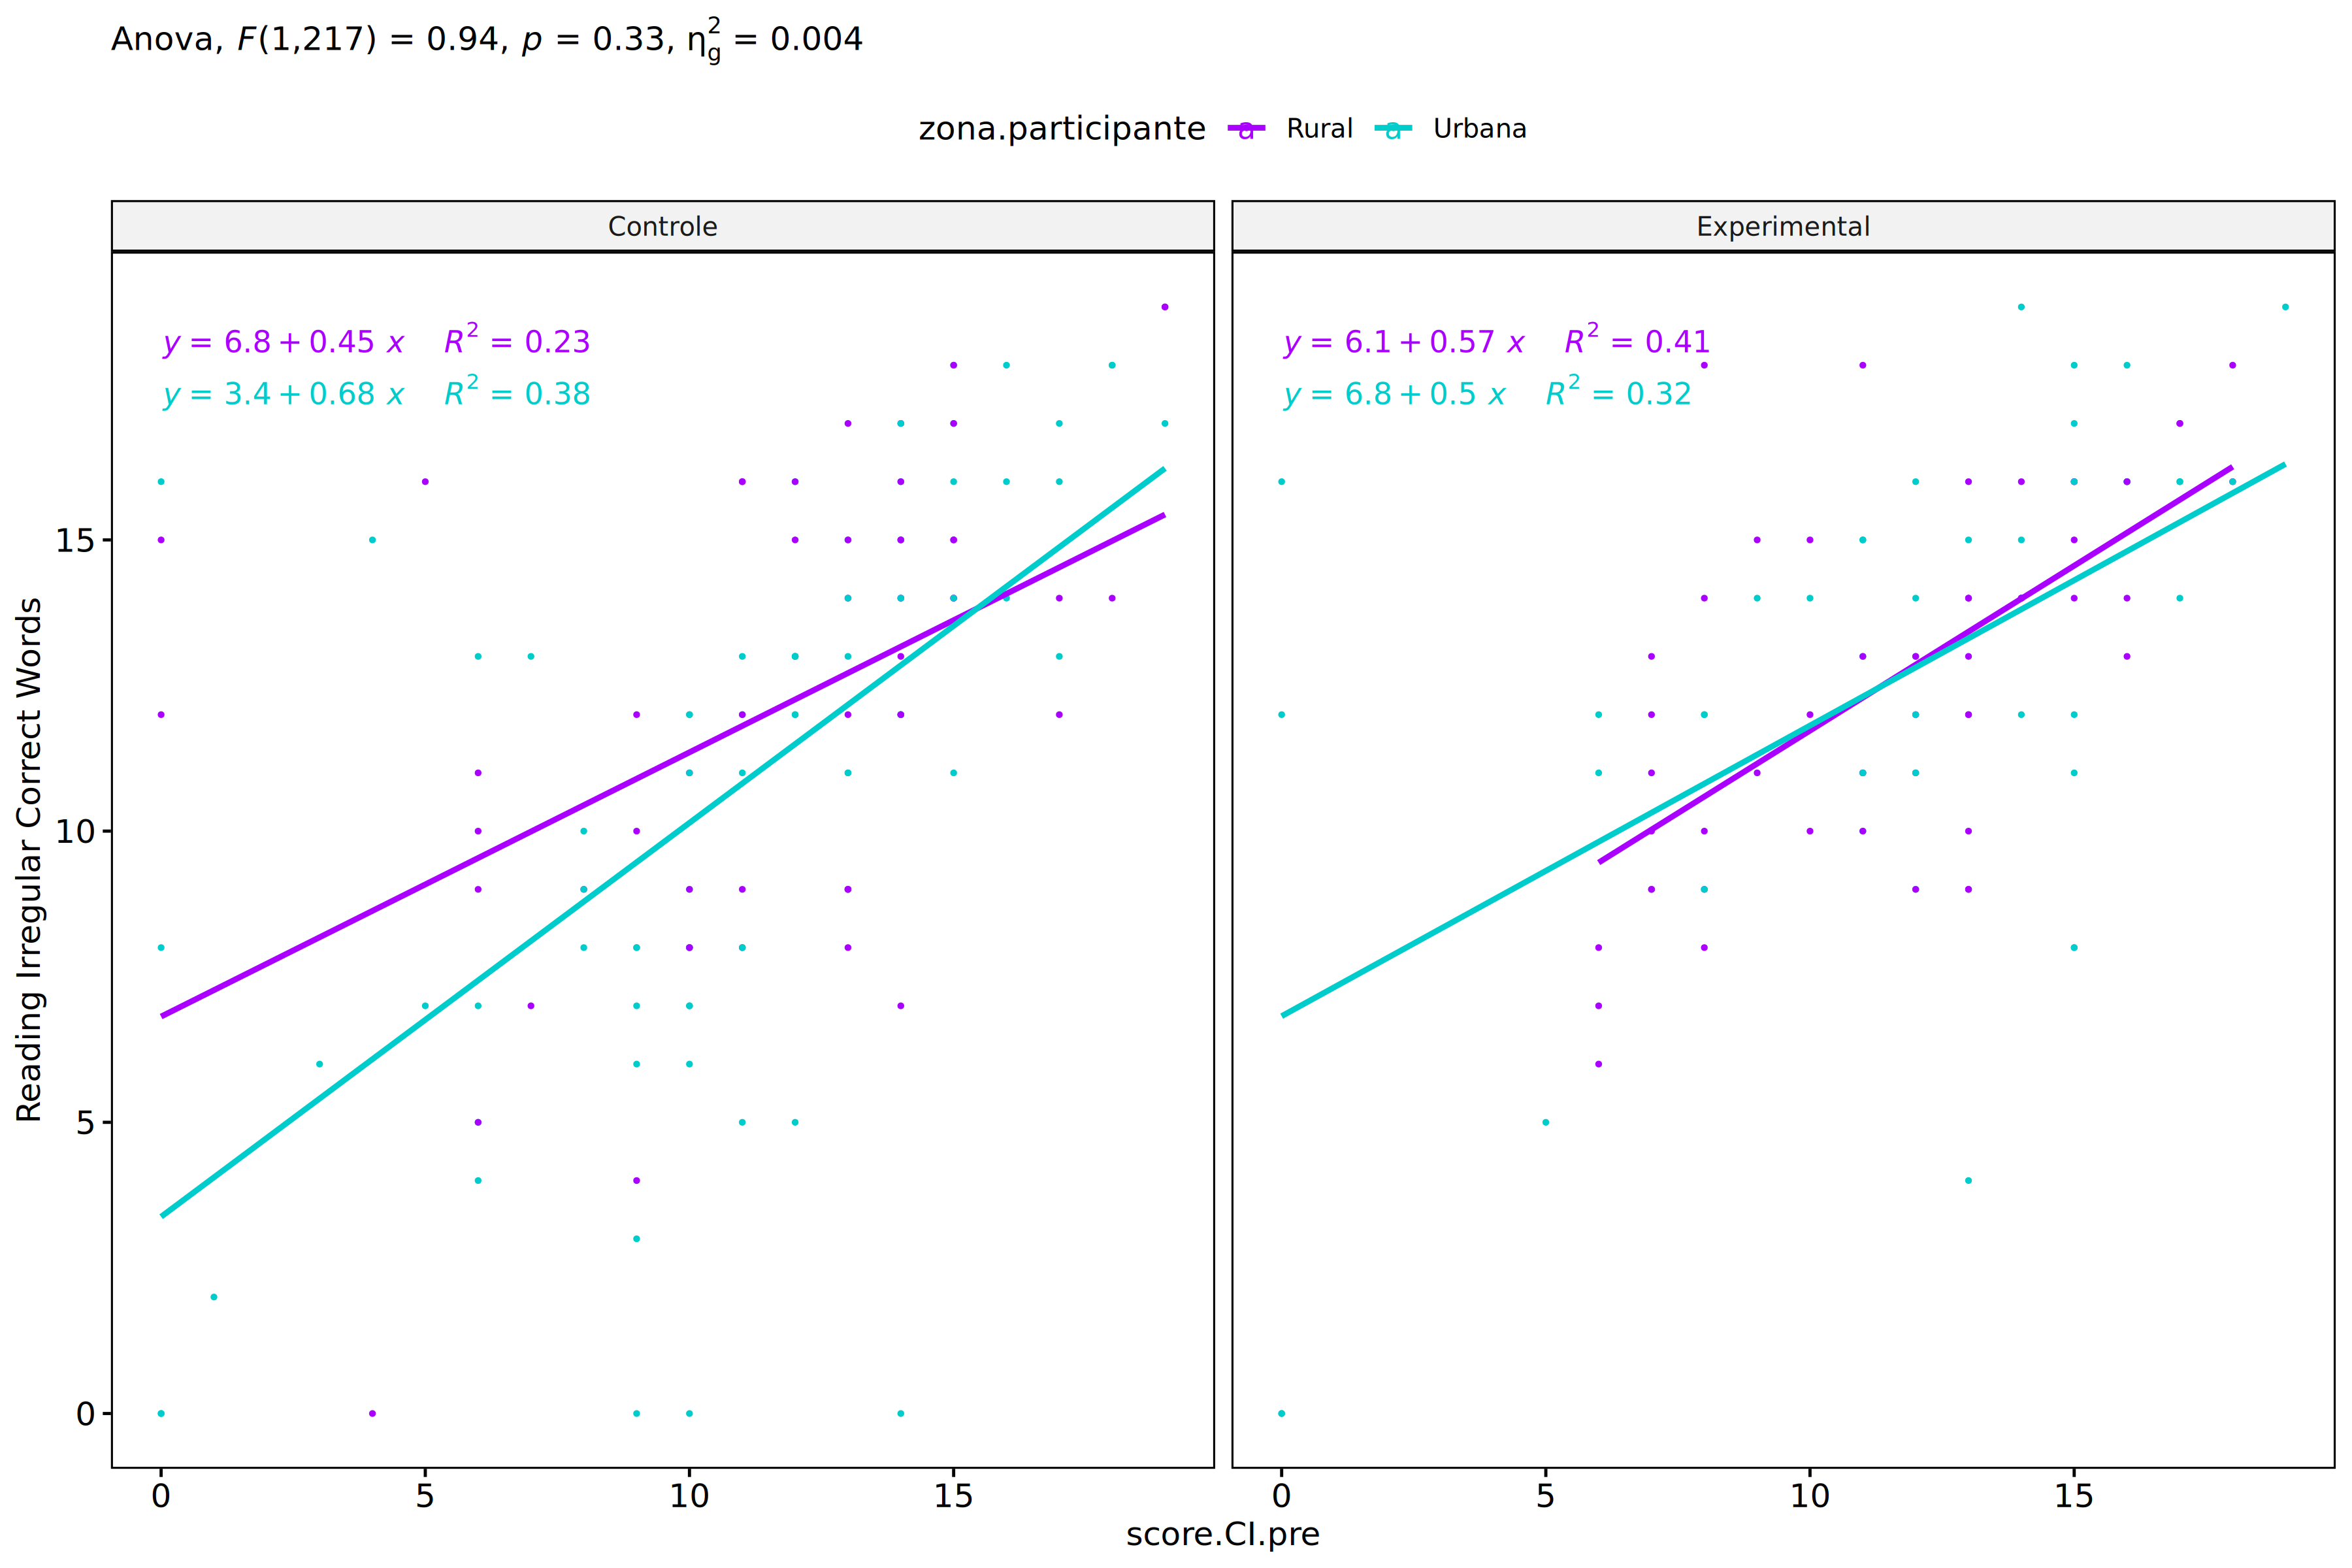 Anova, F(1,217) = 0.94, p = 0.33, η²g = 0.004
zona.participante a Rural a Urbana
Controle
Experimental
y = 6.8 + 0.45 x R² = 0.23
y = 3.4 + 0.68 x R² = 0.38
y = 6.1 + 0.57 x R² = 0.41
y = 6.8 + 0.5 x R² = 0.32
Reading Irregular Correct Words
15
10
5
0
0 5 10 15
0 5 10 15
score.CI.pre